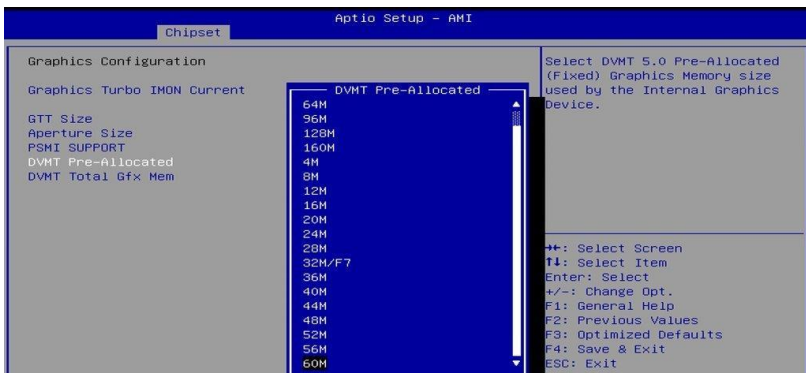 Aptio Setup – AMI
Chipset
Graphics Configuration
Graphics Turbo IMON Current
GTT Size
Aperture Size
PSMI SUPPORT
DVMT Pre-Allocated
DVMT Total Gfx Mem
DVMT Pre-Allocated
64M
96M
128M
160M
4M
8M
12M
16M
20M
24M
28M
32M/F7
36M
40M
44M
48M
52M
56M
60M
Select DVMT 5.0 Pre-Allocated
(Fixed) Graphics Memory size
used by the Internal Graphics
Device.
→←: Select Screen
↑↓: Select Item
Enter: Select
+/-: Change Opt.
F1: General Help
F2: Previous Values
F3: Optimized Defaults
F4: Save & Exit
ESC: Exit